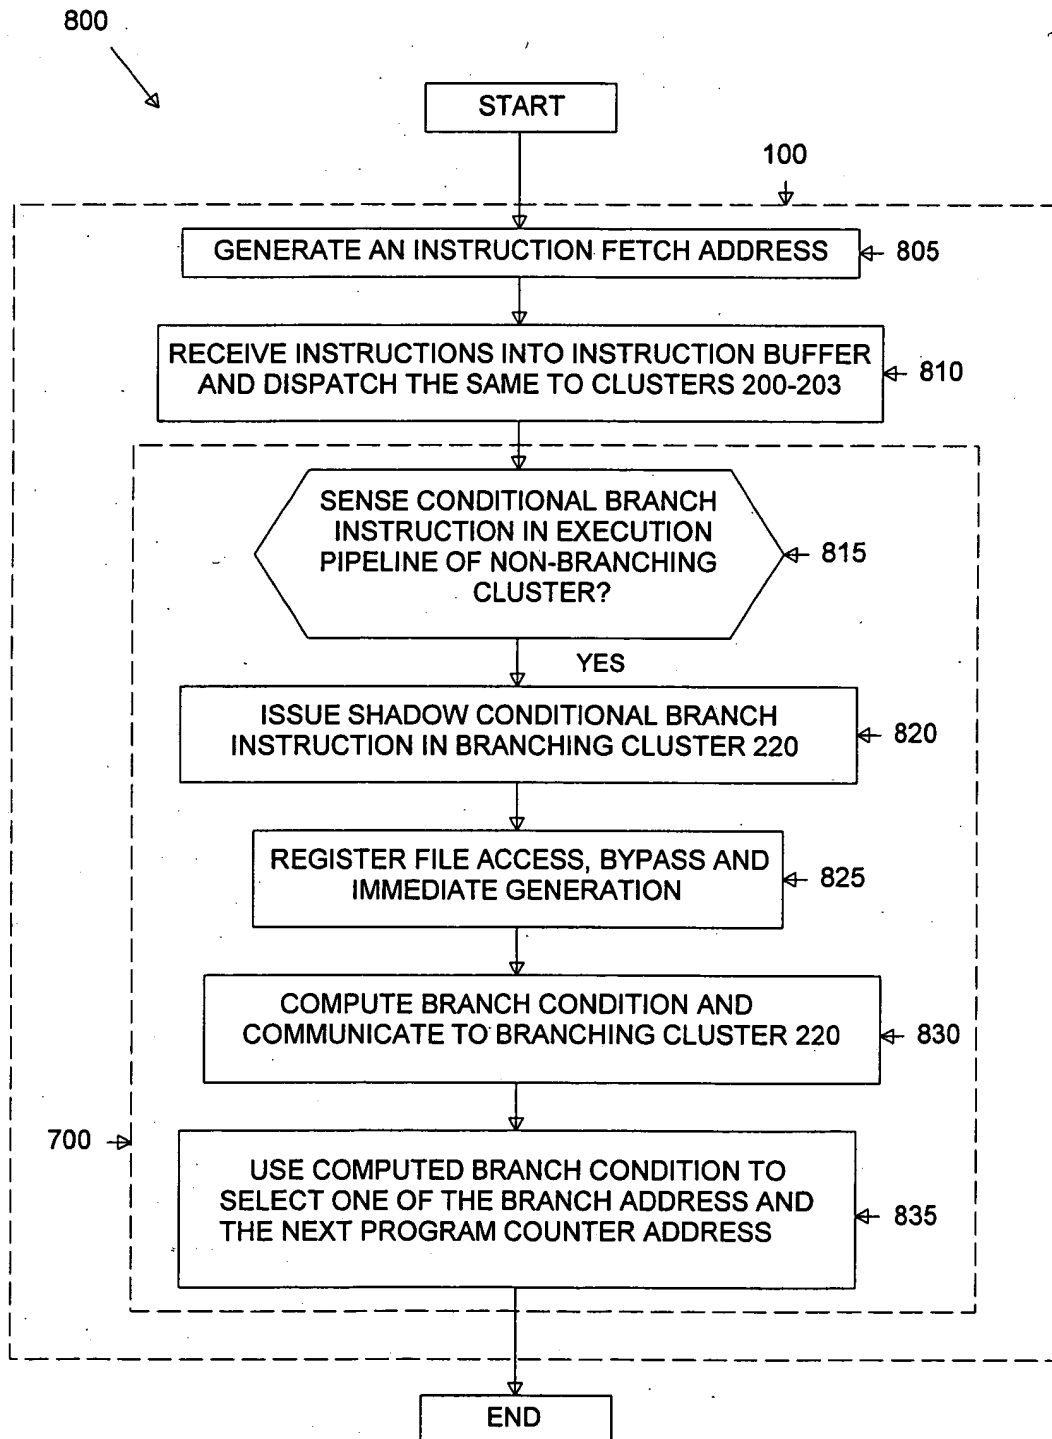 800
START
100
GENERATE AN INSTRUCTION FETCH ADDRESS
805
RECEIVE INSTRUCTIONS INTO INSTRUCTION BUFFER
AND DISPATCH THE SAME TO CLUSTERS 200-203
810
SENSE CONDITIONAL BRANCH
INSTRUCTION IN EXECUTION
PIPELINE OF NON-BRANCHING
CLUSTER?
815
YES
ISSUE SHADOW CONDITIONAL BRANCH
INSTRUCTION IN BRANCHING CLUSTER 220
820
REGISTER FILE ACCESS, BYPASS AND
IMMEDIATE GENERATION
825
COMPUTE BRANCH CONDITION AND
COMMUNICATE TO BRANCHING CLUSTER 220
830
700
USE COMPUTED BRANCH CONDITION TO
SELECT ONE OF THE BRANCH ADDRESS AND
THE NEXT PROGRAM COUNTER ADDRESS
835
END